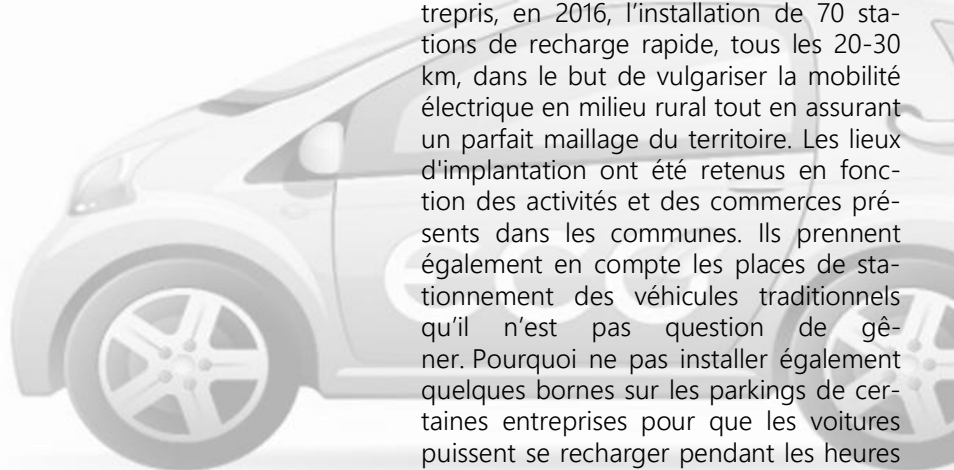 trepris, en 2016, l'installation de 70 sta-
tions de recharge rapide, tous les 20-30
km, dans le but de vulgariser la mobilité
électrique en milieu rural tout en assurant
un parfait maillage du territoire. Les lieux
d'implantation ont été retenus en fonc-
tion des activités et des commerces pré-
sents dans les communes. Ils prennent
également en compte les places de sta-
tionnement des véhicules traditionnels
qu’il n’est pas question de gê-
ner. Pourquoi ne pas installer également
quelques bornes sur les parkings de cer-
taines entreprises pour que les voitures
puissent se recharger pendant les heures
eco